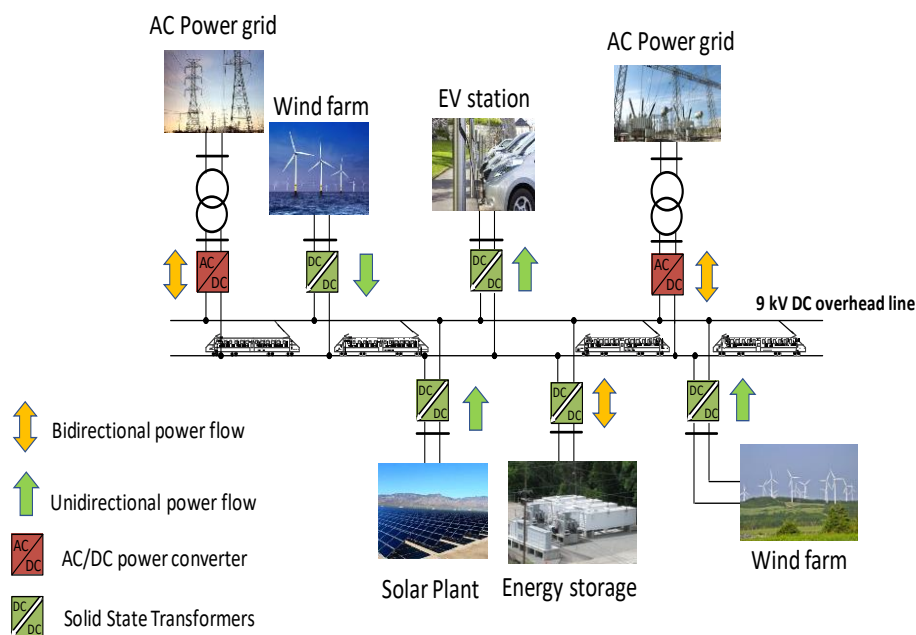 AC Power grid
AC Power grid
Wind farm
EV station
AC
DC
DC
DC
DC
DC
AC
DC
9 kV DC overhead line
DC
DC
DC
DC
DC
DC
Bidirectional power flow
Unidirectional power flow
AC
DC
AC/DC power converter
Solar Plant
Energy storage
Wind farm
DC
DC
Solid State Transformers